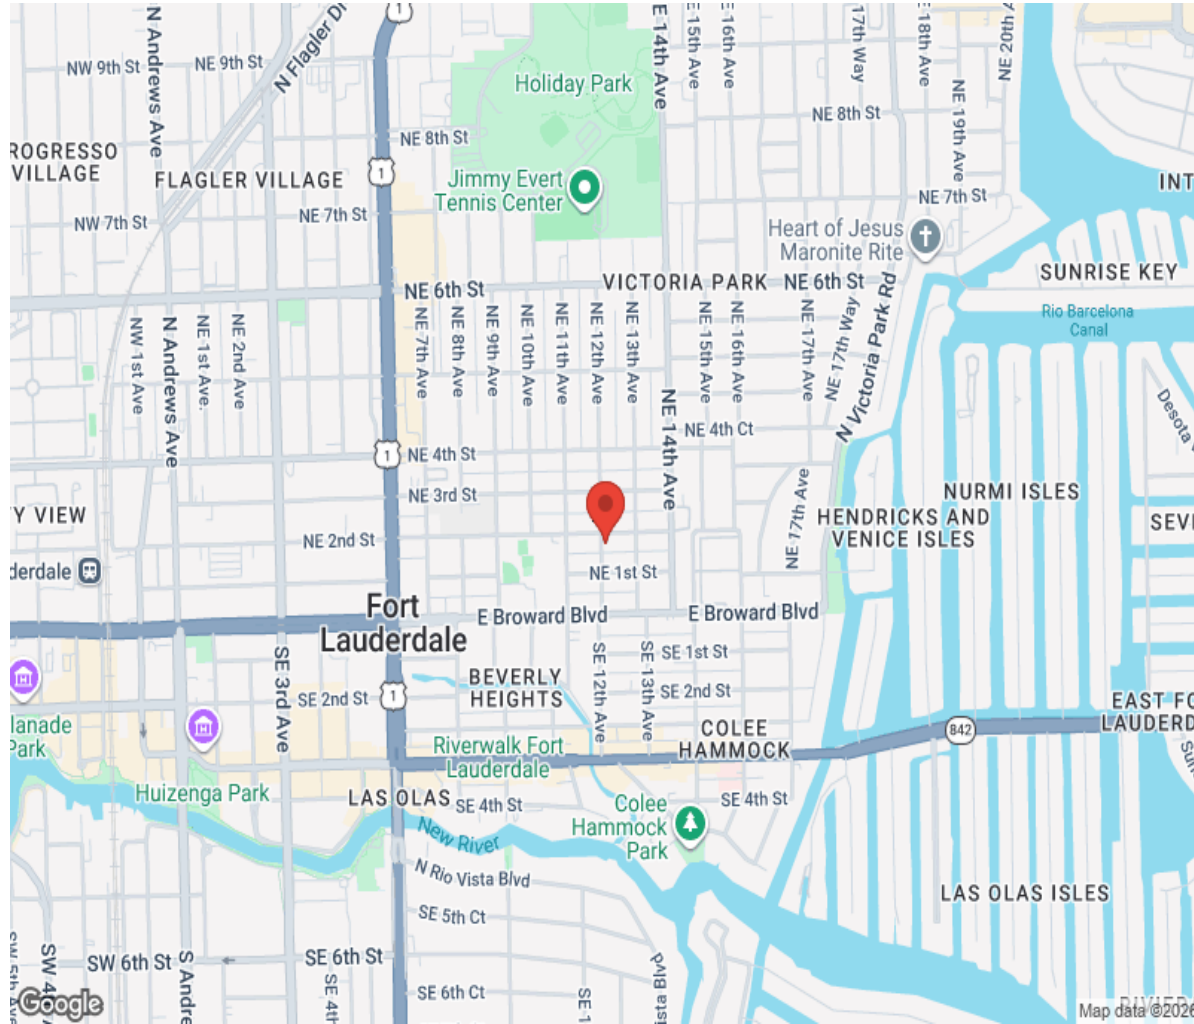 N Andrews Ave
N Flagler Dr
1
E 14th Ave
15th Ave
16th Ave
17th Way
18th Ave
NE 20th A
NW 9th St
NE 9th St
Holiday Park
NE 8th St
NE 8th St
NE 19th Ave
ROGRESSO
VILLAGE
FLAGLER VILLAGE
1
Jimmy Evert
Tennis Center
INT
NE 7th St
NW 7th St
NE 7th St
Heart of Jesus
Maronite Rite
SUNRISE KEY
NE 6th St
VICTORIA PARK
NE 6th St
Rio Barcelona
Canal
NW 1st Ave
N Andrews Ave
NE 1st Ave.
NE 2nd Ave
NE 7th Ave
NE 8th Ave
NE 9th Ave
NE 10th Ave
NE 11th Ave
NE 12th Ave
NE 13th Ave
NE 15th Ave
NE 16th Ave
NE 17th Ave
NE 17th Way
N Victoria Park Rd
NE 14th Ave
Desota
NE 4th Ct
1
NE 4th St
NE 3rd St
NE 17th Ave
NURMI ISLES
Y VIEW
HENDRICKS AND
VENICE ISLES
SEVE
NE 2nd St
derdale
NE 1st St
Fort
Lauderdale
E Broward Blvd
E Broward Blvd
SE 3rd Ave
SE 12th Ave
SE 13th Ave
SE 1st St
BEVERLY
HEIGHTS
SE 2nd St
1
SE 2nd St
EAST FO
LAUDERD
lanade
Park
COLEE
HAMMOCK
842
Riverwalk Fort
Lauderdale
Huizenga Park
LAS OLAS
SE 4th St
SE 4th St
Colee
Hammock
Park
New River
N Rio Vista Blvd
LAS OLAS ISLES
SE 5th Ct
SW 6th St
SE 6th St
S Andre
SE 4t
SE 6th Ct
SE 1
ista Blvd
Google
Map data ©2026